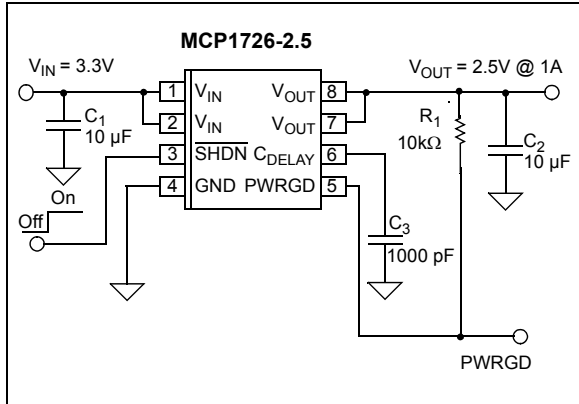 MCP1726-2.5
V_IN = 3.3V
V_OUT = 2.5V @ 1A
1 V_IN V_OUT 8
2 V_IN V_OUT 7
3 S̅H̅D̅N̅ C_DELAY 6
4 GND PWRGD 5
C_1
10 µF
R_1
10kΩ
C_2
10 µF
On
Off
C_3
1000 pF
PWRGD